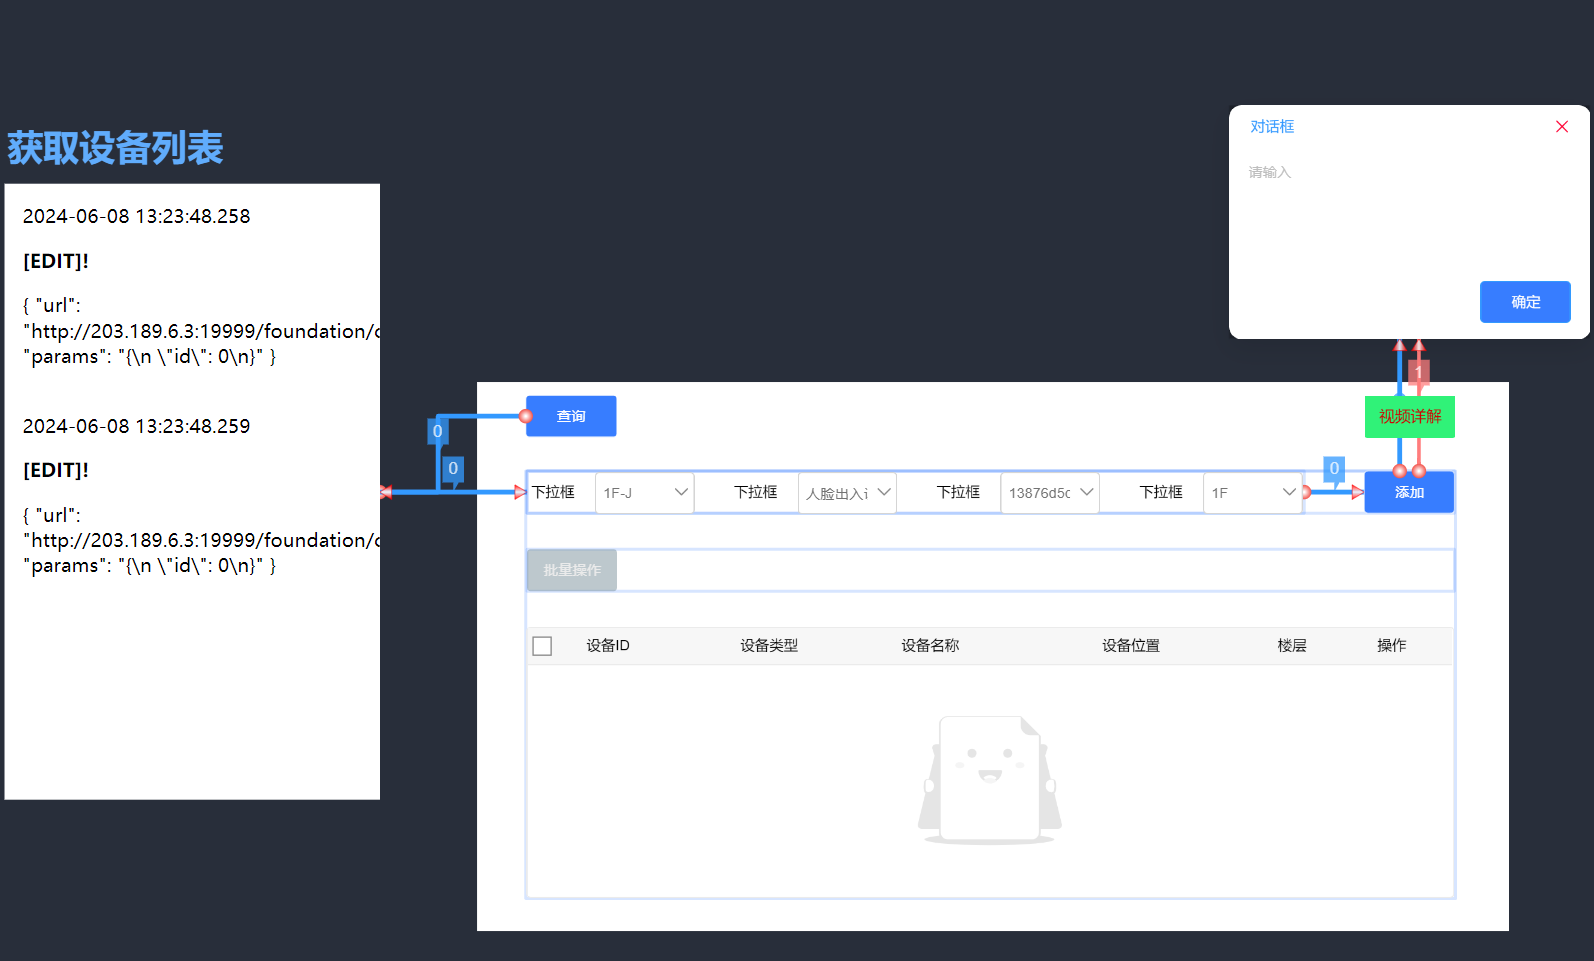 获取设备列表
2024-06-08 13:23:48.258
[EDIT]!
{ "url":
"http://203.189.6.3:19999/foundation/
"params": "{\n \"id\": 0\n}" }
2024-06-08 13:23:48.259
[EDIT]!
{ "url":
"http://203.189.6.3:19999/foundation/
"params": "{\n \"id\": 0\n}" }
对话框
请输入
确定
1
视频详解
查询
0
0
下拉框 1F-J 下拉框 人脸出入 下拉框 13876d5c 下拉框 1F 0 添加
批量操作
设备ID 设备类型 设备名称 设备位置 楼层 操作